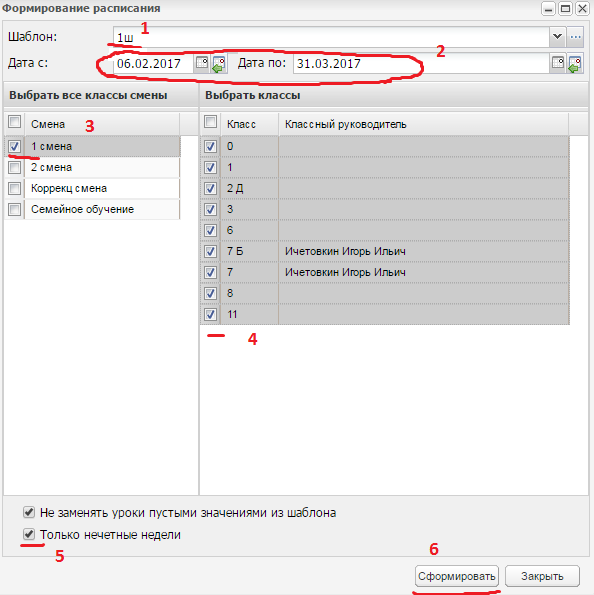 Формирование расписания
Шаблон: 1ш 1
Дата с: 06.02.2017 Дата по: 31.03.2017 2
Выбрать все классы смены
Смена 3
1 смена
2 смена
Коррекц смена
Семейное обучение
Выбрать классы
Класс Классный руководитель
0
1
2 Д
3
6
7 Б Ичетовкин Игорь Ильич
7 Ичетовкин Игорь Ильич
8
11
4
Не заменять уроки пустыми значениями из шаблона
Только нечетные недели
5
6
Сформировать Закрыть